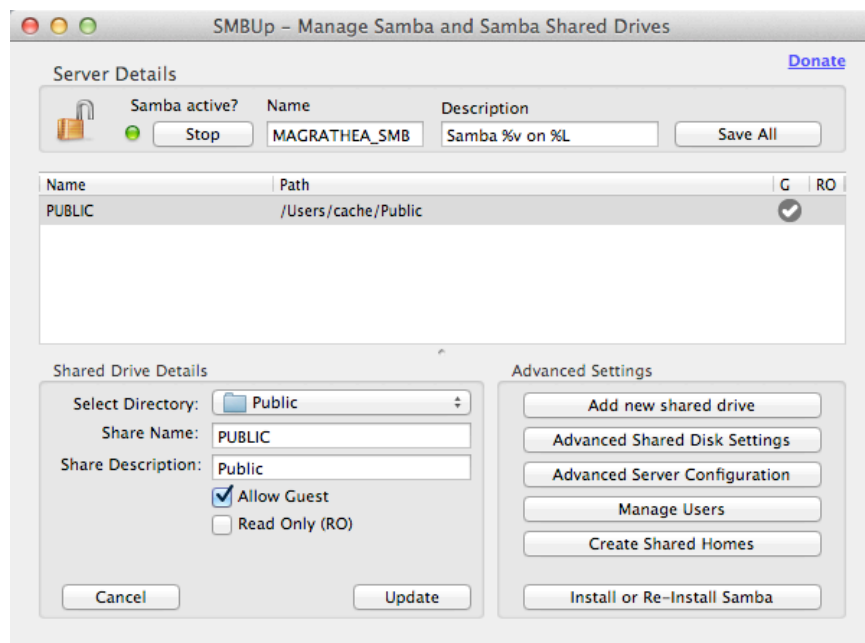 SMBUp – Manage Samba and Samba Shared Drives
Donate
Server Details
Samba active? Name Description
Stop MAGRATHEA_SMB Samba %v on %L Save All
Name Path G RO
PUBLIC /Users/cache/Public
Shared Drive Details
Select Directory: Public
Share Name: PUBLIC
Share Description: Public
Allow Guest
Read Only (RO)
Cancel Update
Advanced Settings
Add new shared drive
Advanced Shared Disk Settings
Advanced Server Configuration
Manage Users
Create Shared Homes
Install or Re-Install Samba